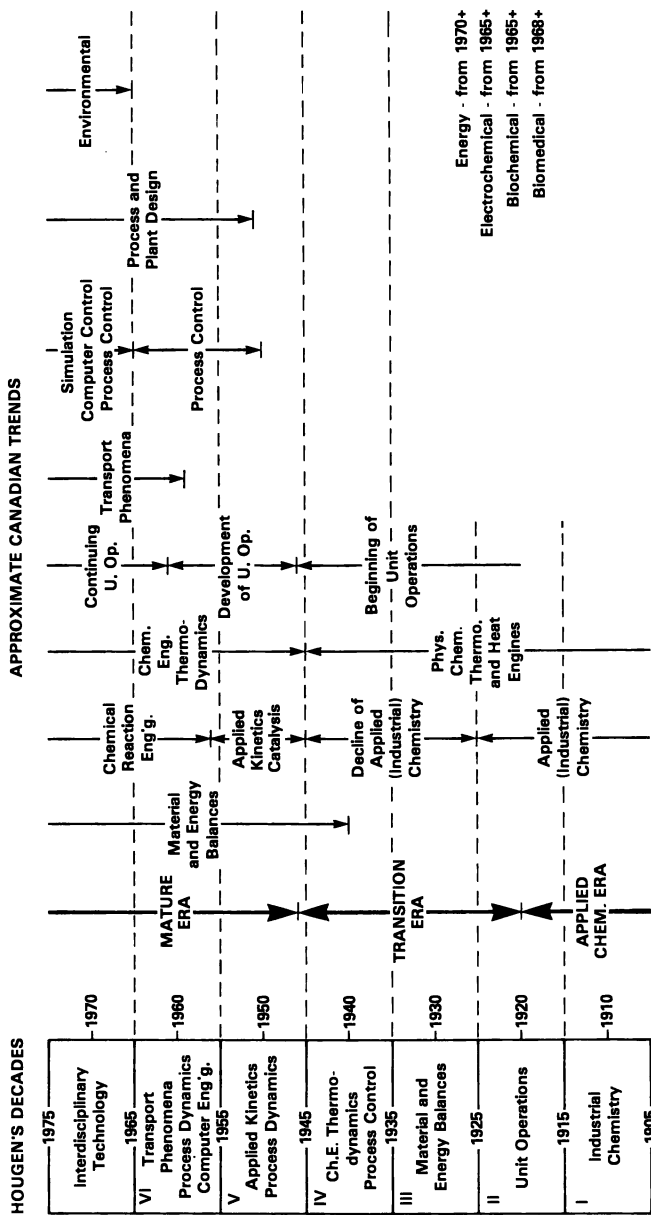 HOUGEN'S DECADES
APPROXIMATE CANADIAN TRENDS
1975
Interdisciplinary
Technology
1970
1965
VI Transport
Phenomena
Process Dynamics
Computer Eng'g.
1960
1955
V Applied Kinetics
Process Dynamics
1950
1945
IV Ch.E. Thermo-
dynamics
Process Control
1940
1935
III Material and
Energy Balances
1930
1925
II Unit Operations
1920
1915
I Industrial
Chemistry
1910
1905
MATURE
ERA
TRANSITION
ERA
APPLIED
CHEM. ERA
Material
and Energy
Balances
Chemical
Reaction
Eng'g.
Applied
Kinetics
Catalysis
Decline of
Applied
(Industrial)
Chemistry
Applied
(Industrial)
Chemistry
Chem.
Eng.
Thermo-
Dynamics
Phys.
Chem.
Thermo.
and Heat
Engines
Continuing
U. Op.
Development
of U. Op.
Beginning of
Unit
Operations
Transport
Phenomena
Simulation
Computer Control
Process Control
Process Control
Process and
Plant Design
Environmental
Energy - from 1970+
Electrochemical - from 1965+
Biochemical - from 1965+
Biomedical - from 1968+